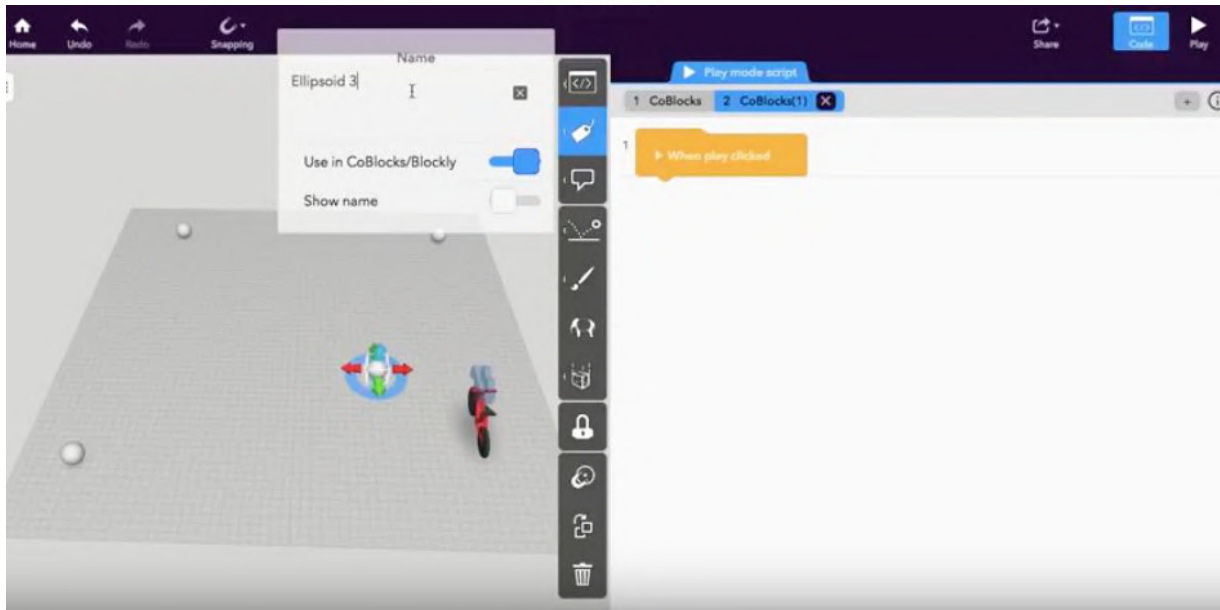 Home Undo Redo Snapping Share Code Play
Name
Ellipsoid 3
Use in CoBlocks/Blockly
Show name
Play mode script
1 CoBlocks 2 CoBlocks(1)
1
When play clicked